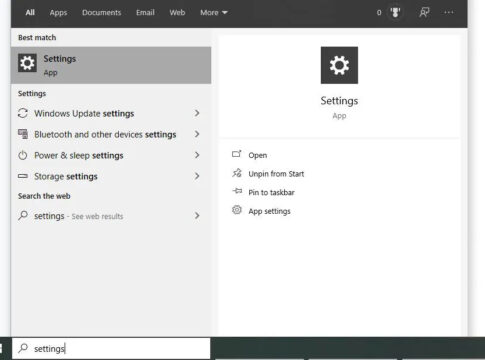 All Apps Documents Email Web More 0
Best match
Settings
App
Settings
Windows Update settings
Bluetooth and other devices settings
Power & sleep settings
Storage settings
Search the web
settings - See web results
Settings
App
Open
Unpin from Start
Pin to taskbar
App settings
settings